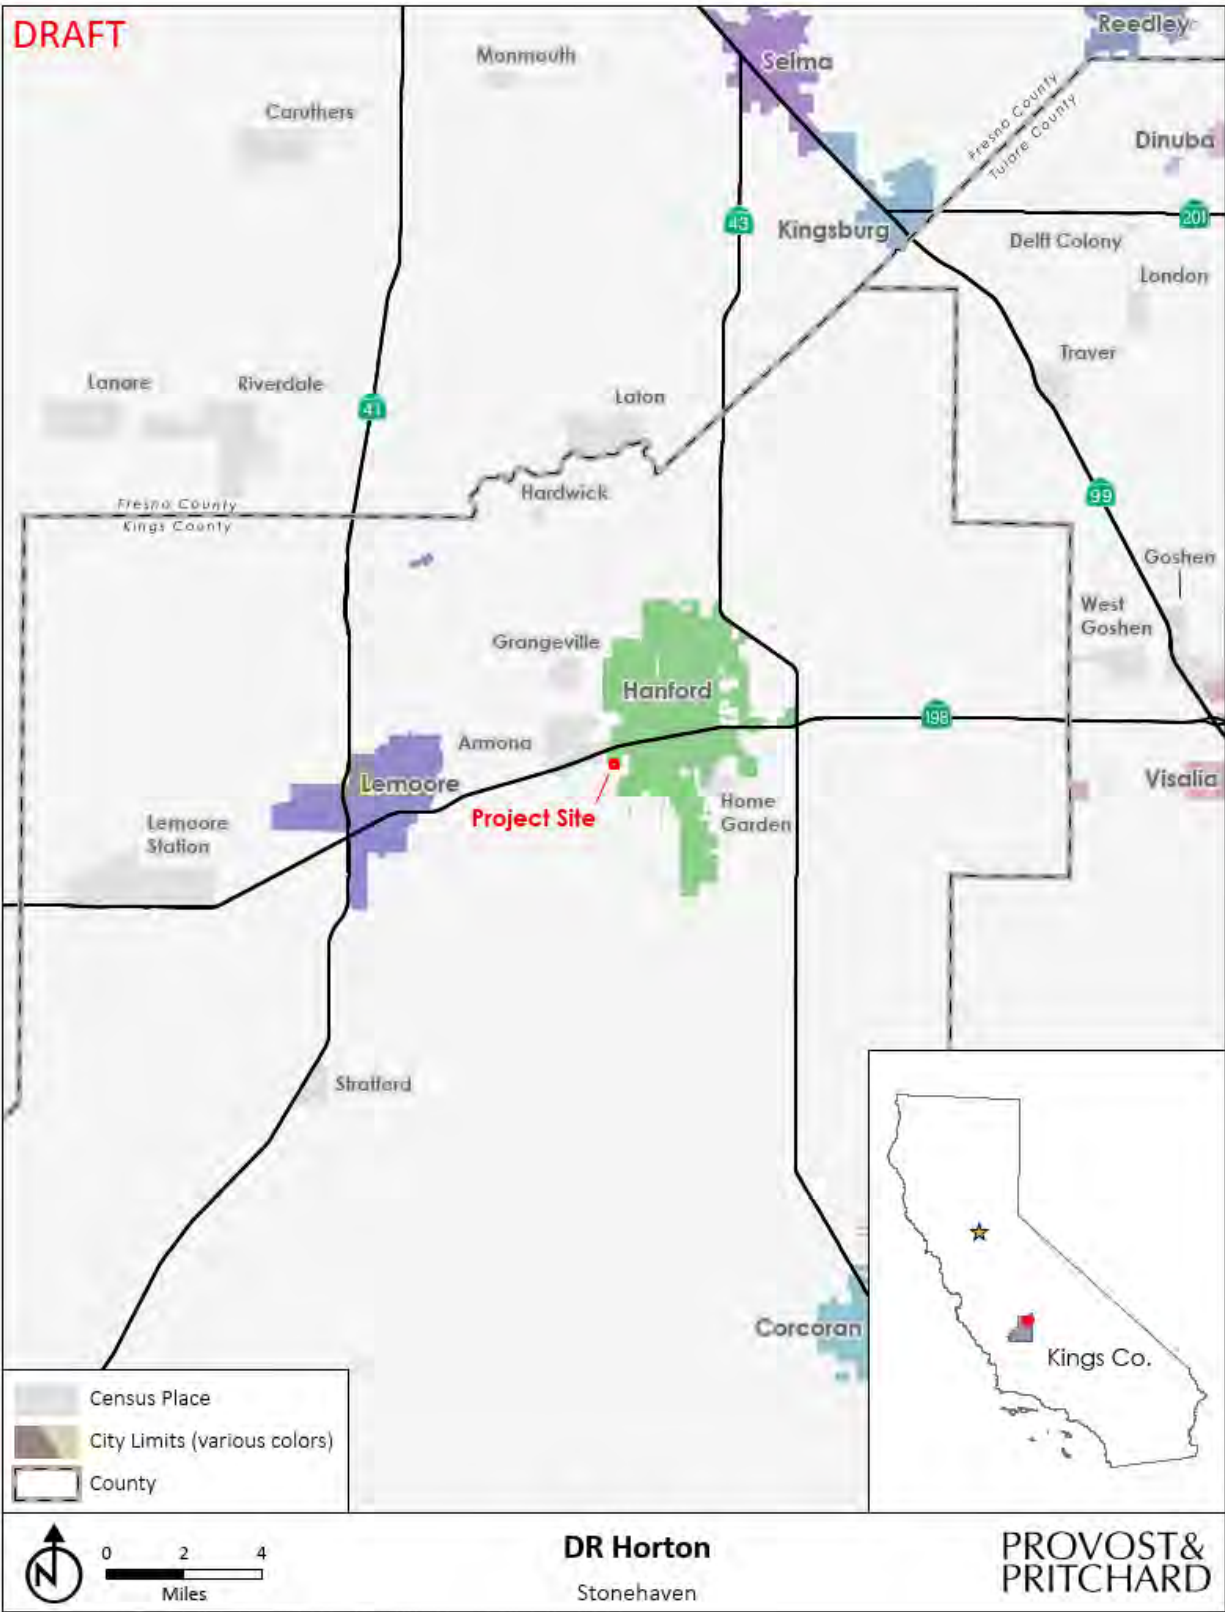 DRAFT
Reedley
Monmouth
Selma
Caruthers
Fresno County
Tulare County
Dinuba
43
Kingsburg
201
Delft Colony
London
Traver
Lanare
Riverdale
Laton
41
Hardwick
99
Fresno County
Kings County
Goshen
West
Goshen
Grangeville
Hanford
198
Armona
Lemoore
Visalia
Project Site
Home
Garden
Lemoore
Station
Stratford
Corcoran
Kings Co.
Census Place
City Limits (various colors)
County
N
0 2 4
Miles
DR Horton
Stonehaven
PROVOST&
PRITCHARD